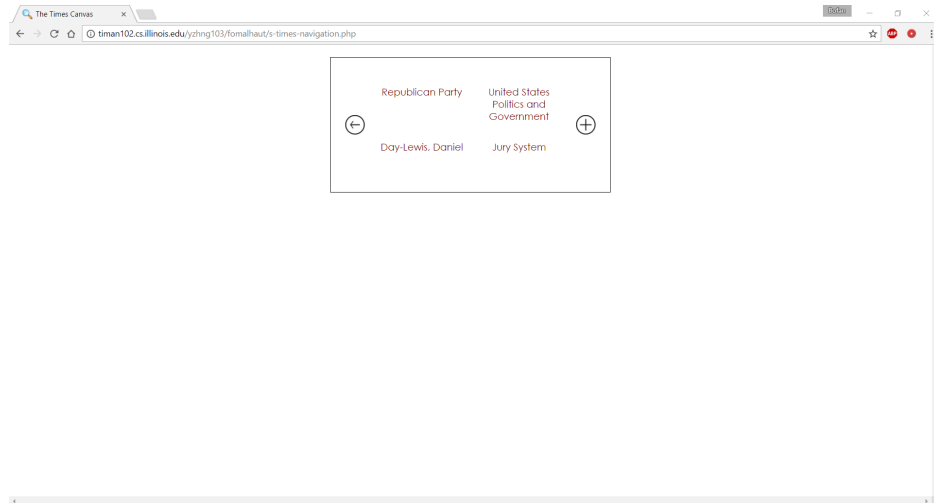 The Times Canvas
timan102.cs.illinois.edu/yzhng103/fomalhaut/s-times-navigation.php
ABP
Republican Party
United States
Politics and
Government
Day-Lewis, Daniel
Jury System